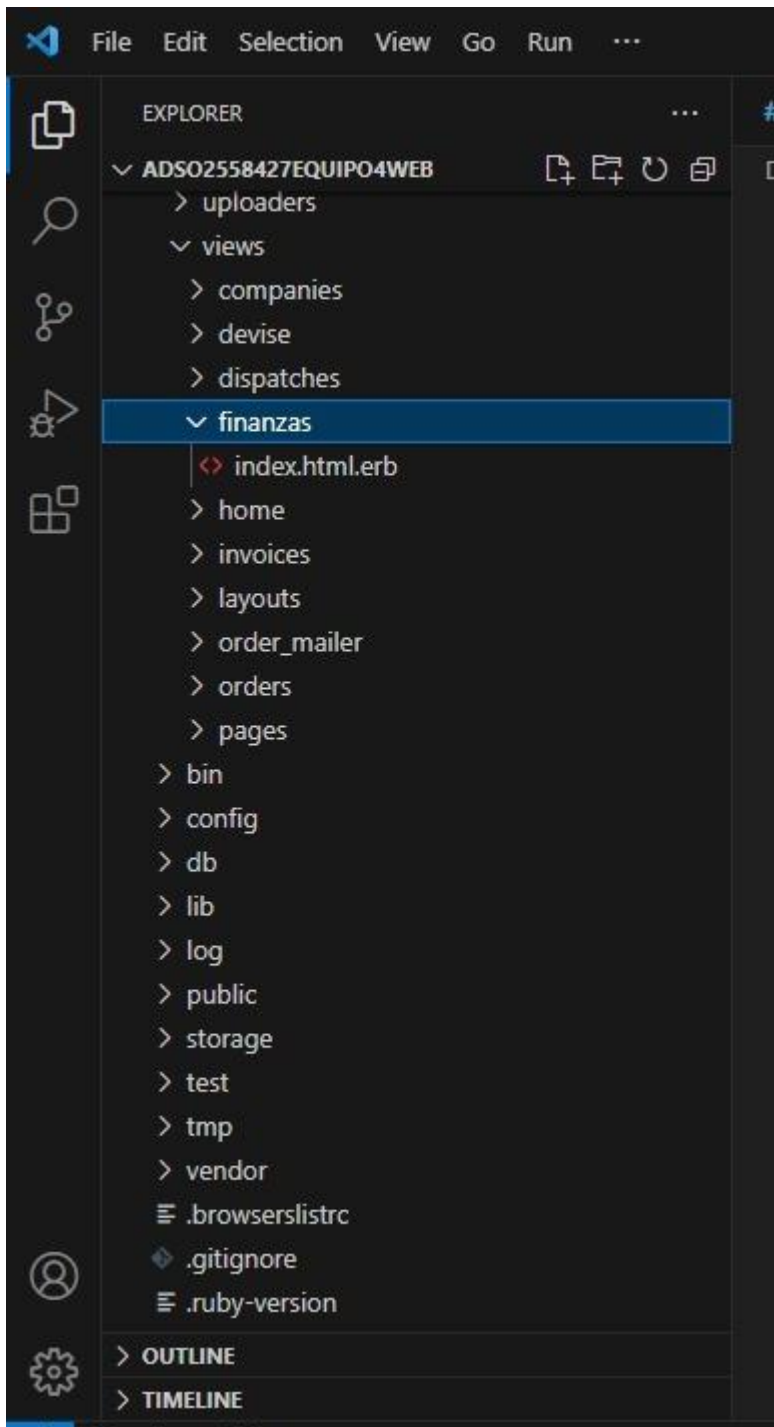 File Edit Selection View Go Run ...
EXPLORER ...
ADSO2558427EQUIPO4WEB
uploaders
views
companies
devise
dispatches
finanzas
<> index.html.erb
home
invoices
layouts
order_mailer
orders
pages
bin
config
db
lib
log
public
storage
test
tmp
vendor
.browserslistrc
.gitignore
.ruby-version
OUTLINE
TIMELINE